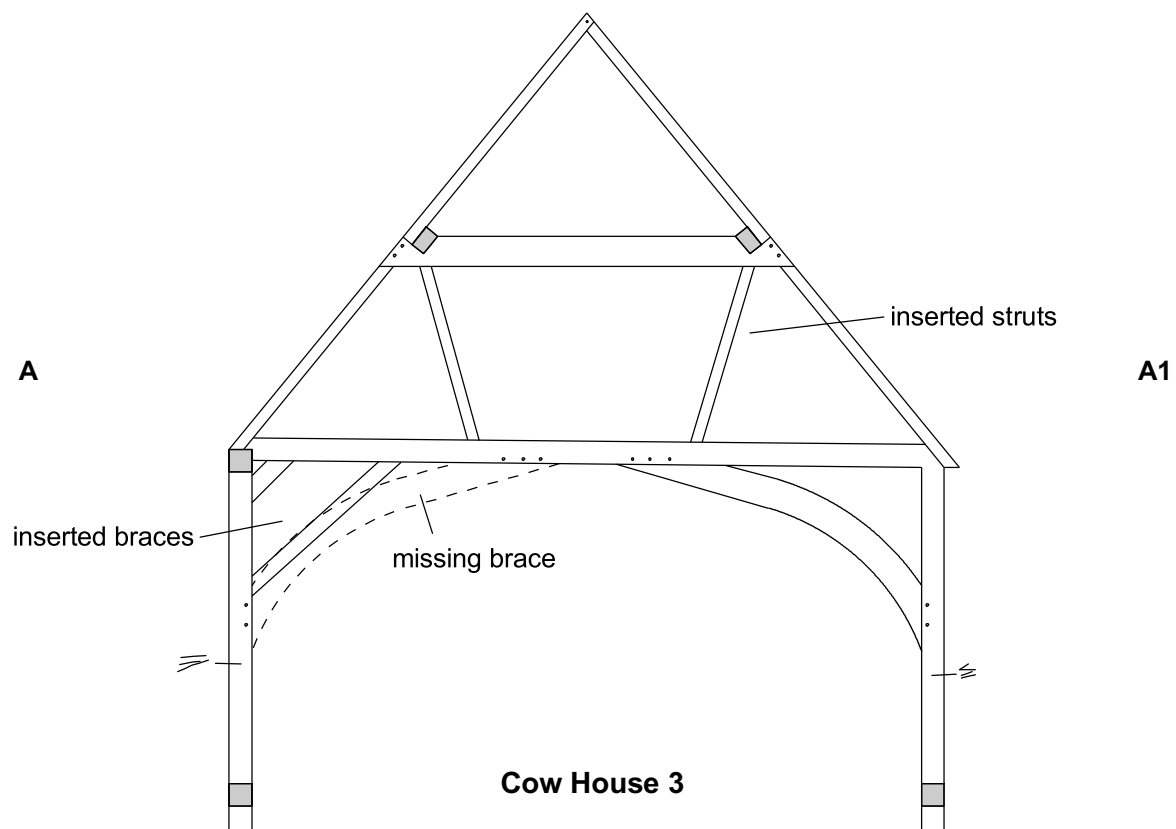 inserted struts
A
A1
inserted braces
missing brace
Cow House 3